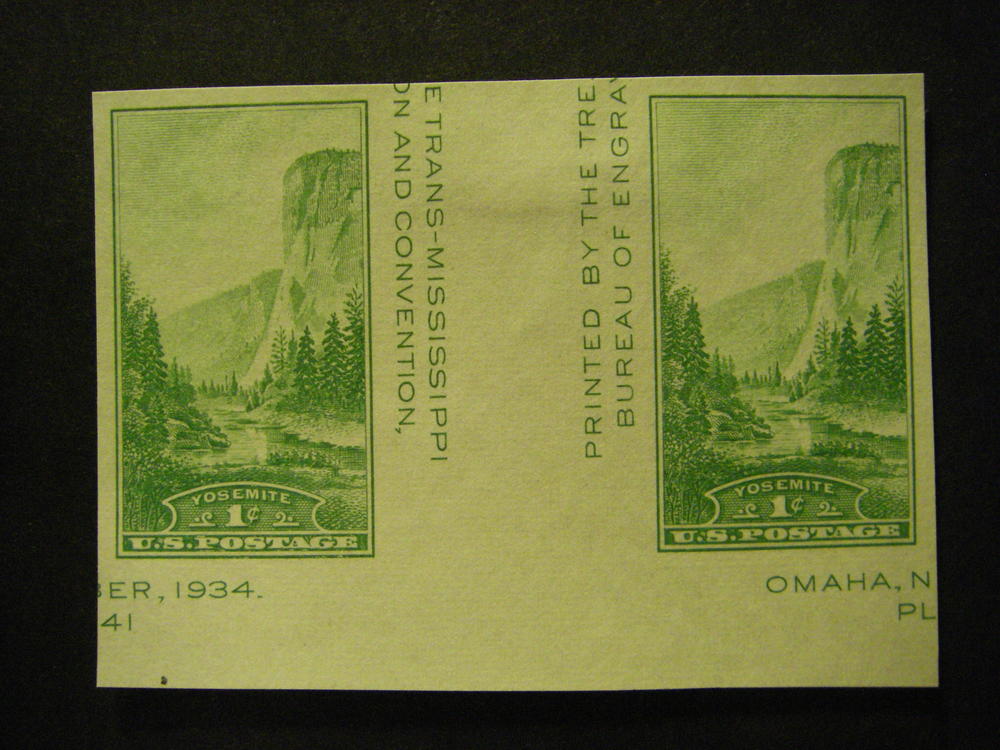 YOSEMITE
1¢
U.S. POSTAGE
E TRANS-MISSISSIPPI
ON AND CONVENTION,
PRINTED BY THE TRE
BUREAU OF ENGRAV
YOSEMITE
1¢
U.S. POSTAGE
BER, 1934.
41
OMAHA, N
PL